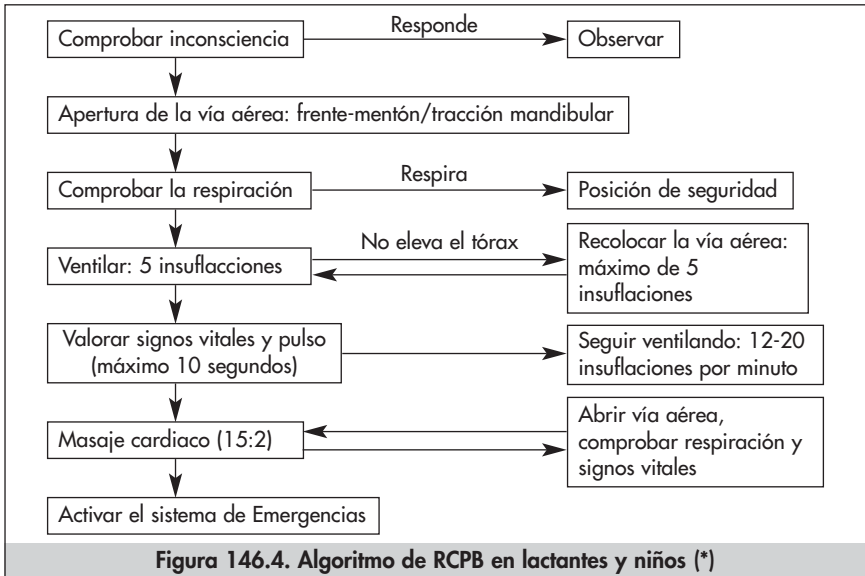 Comprobar inconsciencia
Responde
Observar
Apertura de la vía aérea: frente-mentón/tracción mandibular
Comprobar la respiración
Respira
Posición de seguridad
Ventilar: 5 insuflacciones
No eleva el tórax
Recolocar la vía aérea:
máximo de 5
insuflaciones
Valorar signos vitales y pulso
(máximo 10 segundos)
Seguir ventilando: 12-20
insuflaciones por minuto
Masaje cardiaco (15:2)
Abrir vía aérea,
comprobar respiración y
signos vitales
Activar el sistema de Emergencias
Figura 146.4. Algoritmo de RCPB en lactantes y niños (*)